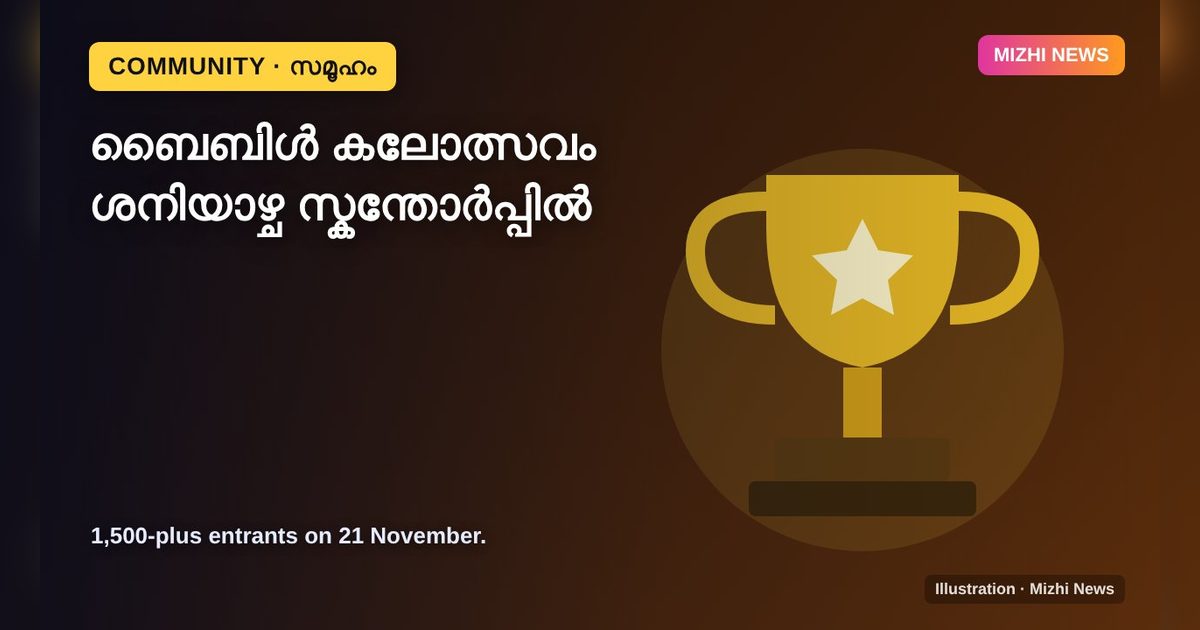 COMMUNITY · സമൂഹം
MIZHI NEWS
ബൈബിൾ കലോത്സവം
ശനിയാഴ്ച സ്കന്തോർപ്പിൽ
1,500-plus entrants on 21 November.
Illustration · Mizhi News